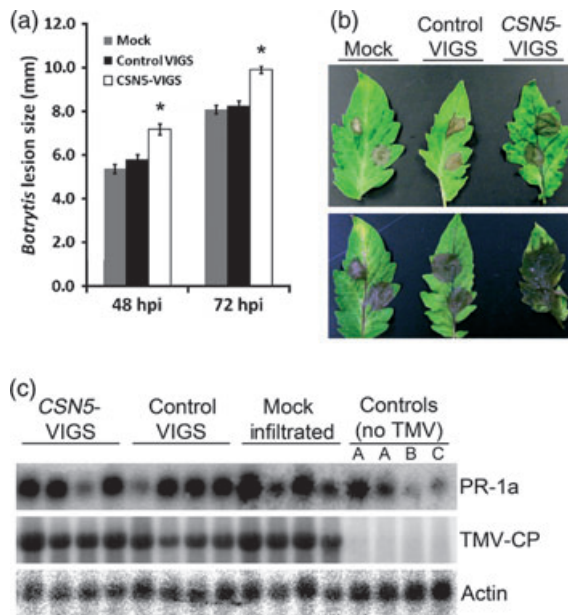 (a)
Botrytis lesion size (mm)
12.0
10.0
8.0
6.0
4.0
2.0
0.0
Mock
Control VIGS
CSN5-VIGS
*
*
48 hpi
72 hpi
(b)
Mock
Control VIGS
CSN5-VIGS
(c)
CSN5-VIGS
Control VIGS
Mock infiltrated
Controls (no TMV)
A A B C
PR-1a
TMV-CP
Actin